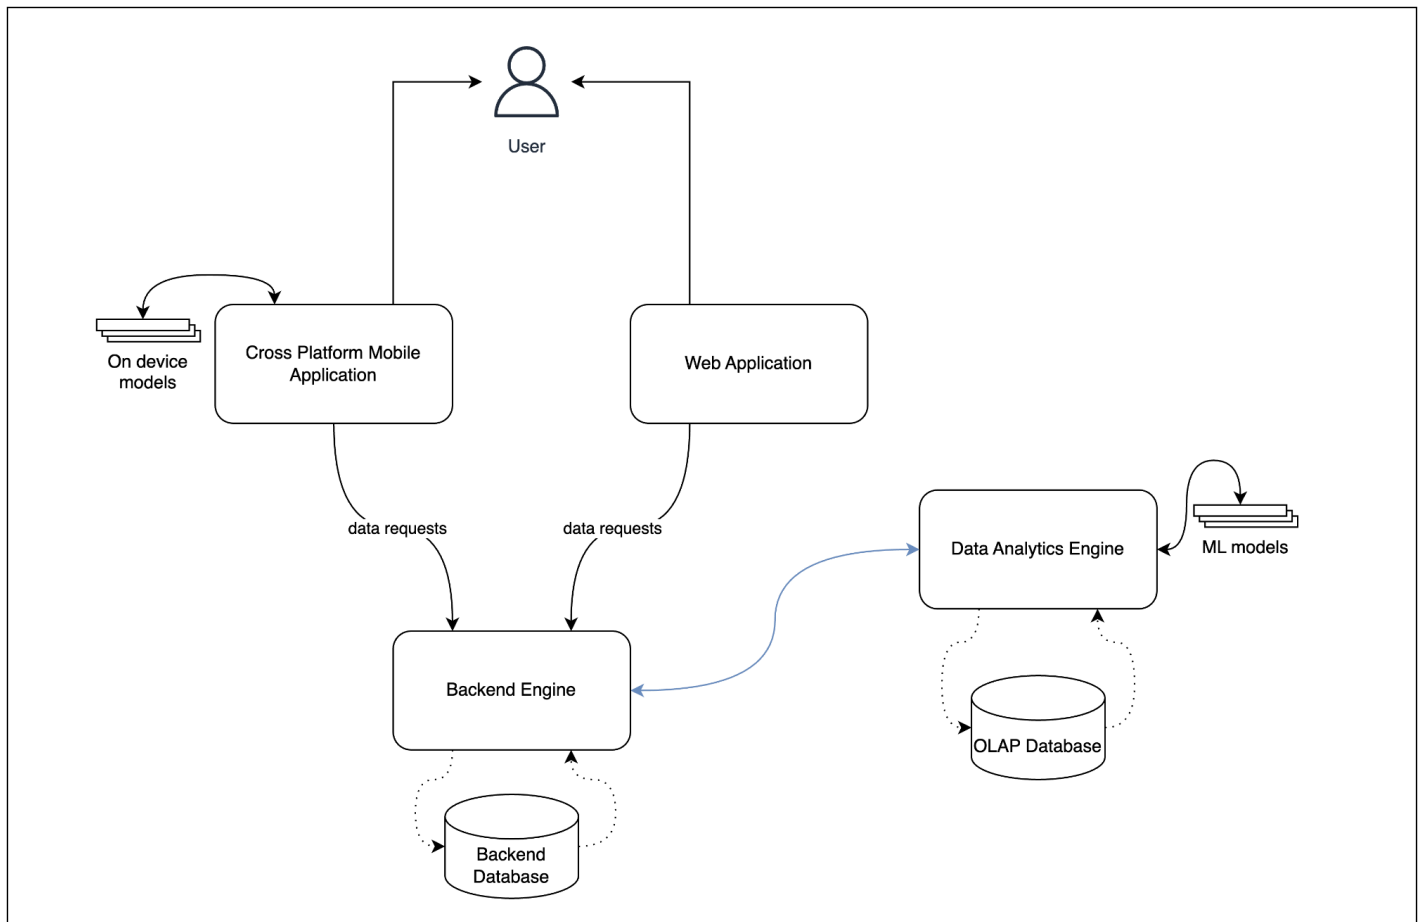 User
On device
models
Cross Platform Mobile
Application
Web Application
data requests
data requests
Data Analytics Engine
ML models
Backend Engine
OLAP Database
Backend
Database